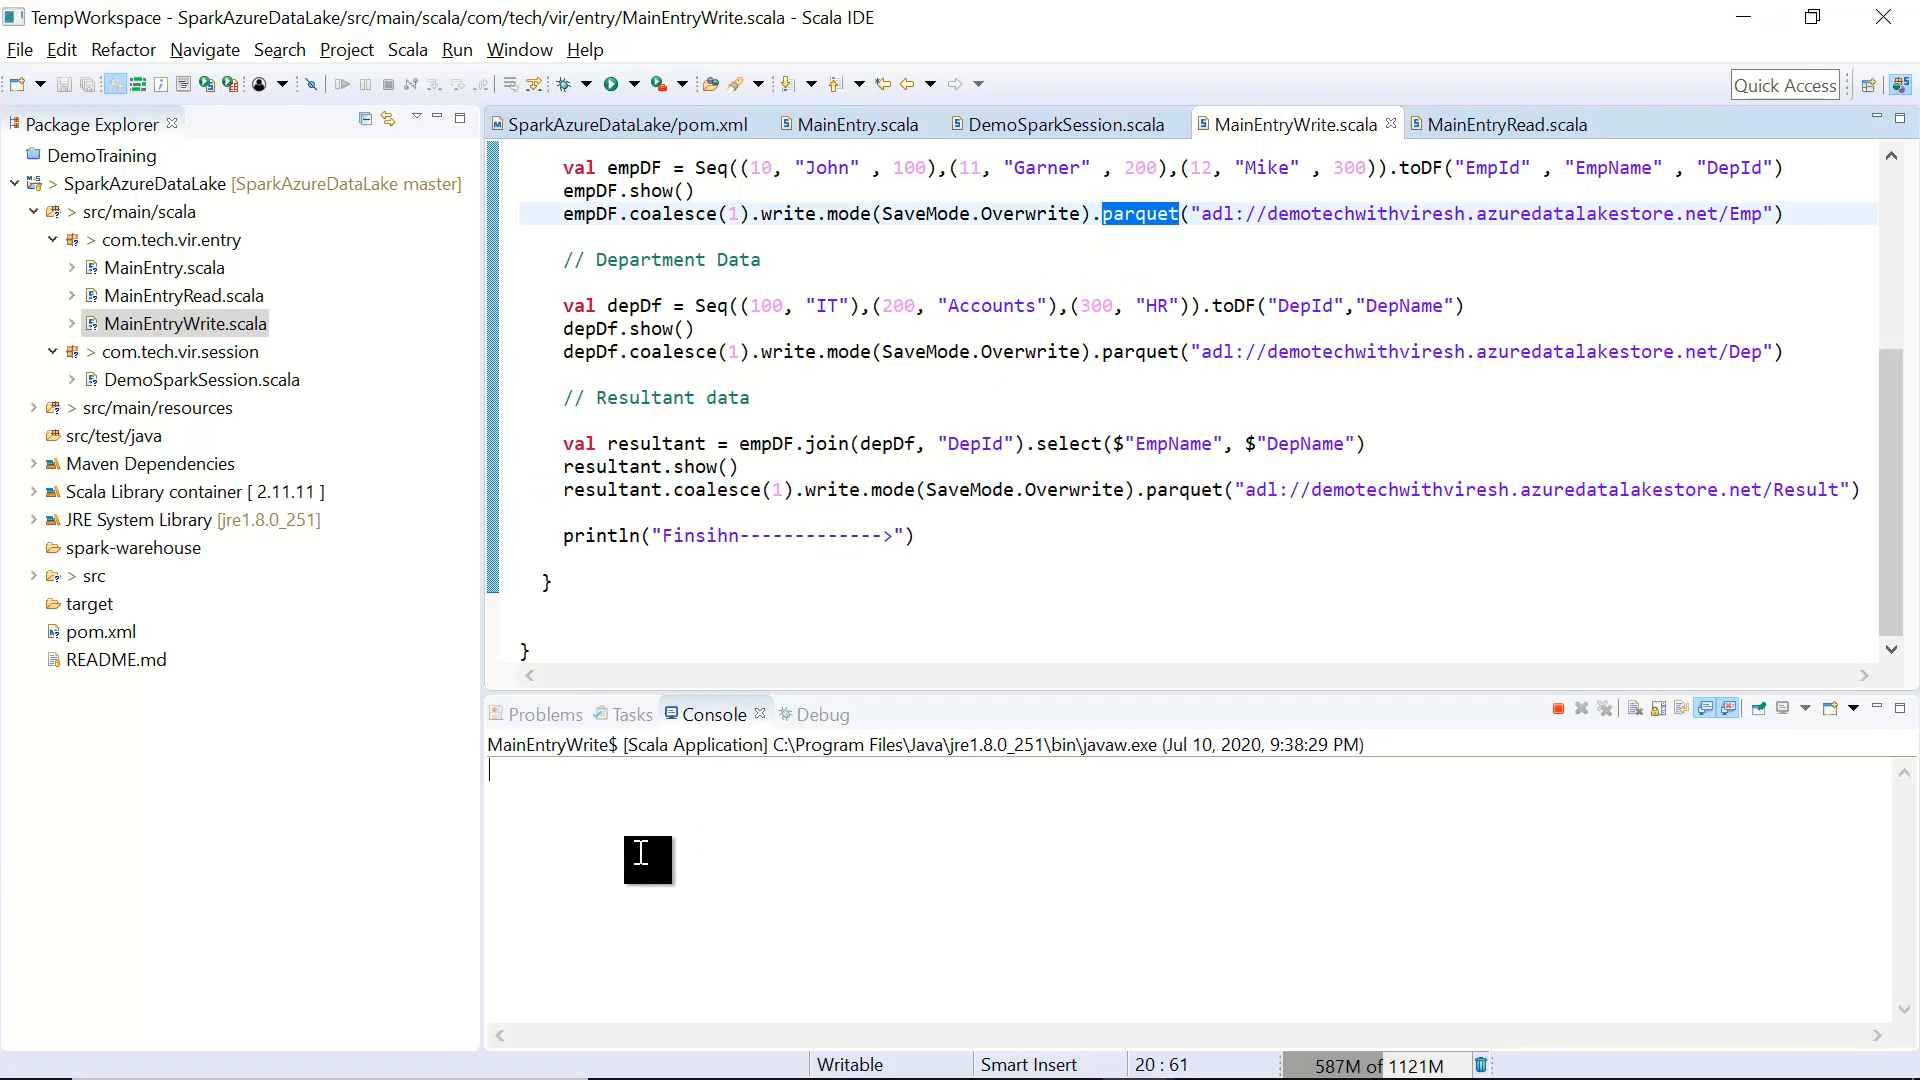 TempWorkspace - SparkAzureDataLake/src/main/scala/com/tech/vir/entry/MainEntryWrite.scala - Scala IDE
File Edit Refactor Navigate Search Project Scala Run Window Help
Quick Access
Package Explorer
DemoTraining
> SparkAzureDataLake [SparkAzureDataLake master]
> src/main/scala
> com.tech.vir.entry
MainEntry.scala
MainEntryRead.scala
MainEntryWrite.scala
> com.tech.vir.session
DemoSparkSession.scala
> src/main/resources
src/test/java
Maven Dependencies
Scala Library container [ 2.11.11 ]
JRE System Library [jre1.8.0_251]
spark-warehouse
> src
target
pom.xml
README.md
SparkAzureDataLake/pom.xml MainEntry.scala DemoSparkSession.scala MainEntryWrite.scala MainEntryRead.scala
val empDF = Seq((10, "John" , 100),(11, "Garner" , 200),(12, "Mike" , 300)).toDF("EmpId" , "EmpName" , "DepId")
empDF.show()
empDF.coalesce(1).write.mode(SaveMode.Overwrite).parquet("adl://demotechwithviresh.azuredatalakestore.net/Emp")
// Department Data
val depDf = Seq((100, "IT"),(200, "Accounts"),(300, "HR")).toDF("DepId","DepName")
depDf.show()
depDf.coalesce(1).write.mode(SaveMode.Overwrite).parquet("adl://demotechwithviresh.azuredatalakestore.net/Dep")
// Resultant data
val resultant = empDF.join(depDf, "DepId").select($"EmpName", $"DepName")
resultant.show()
resultant.coalesce(1).write.mode(SaveMode.Overwrite).parquet("adl://demotechwithviresh.azuredatalakestore.net/Result")
println("Finsihn------------->")
}
}
Problems Tasks Console Debug
MainEntryWrite$ [Scala Application] C:\Program Files\Java\jre1.8.0_251\bin\javaw.exe (Jul 10, 2020, 9:38:29 PM)
Writable Smart Insert 20 : 61 587M of 1121M